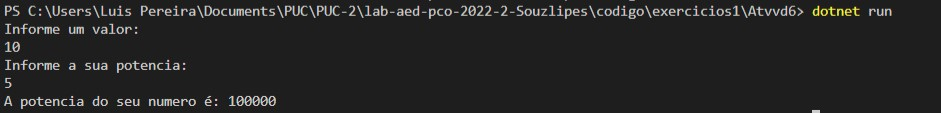 PS C:\Users\Luis Pereira\Documents\PUC\PUC-2\lab-aed-pco-2022-2-Souzlipes\codigo\exercicios1\Atvvd6> dotnet run
Informe um valor:
10
Informe a sua potencia:
5
A potencia do seu numero é: 100000